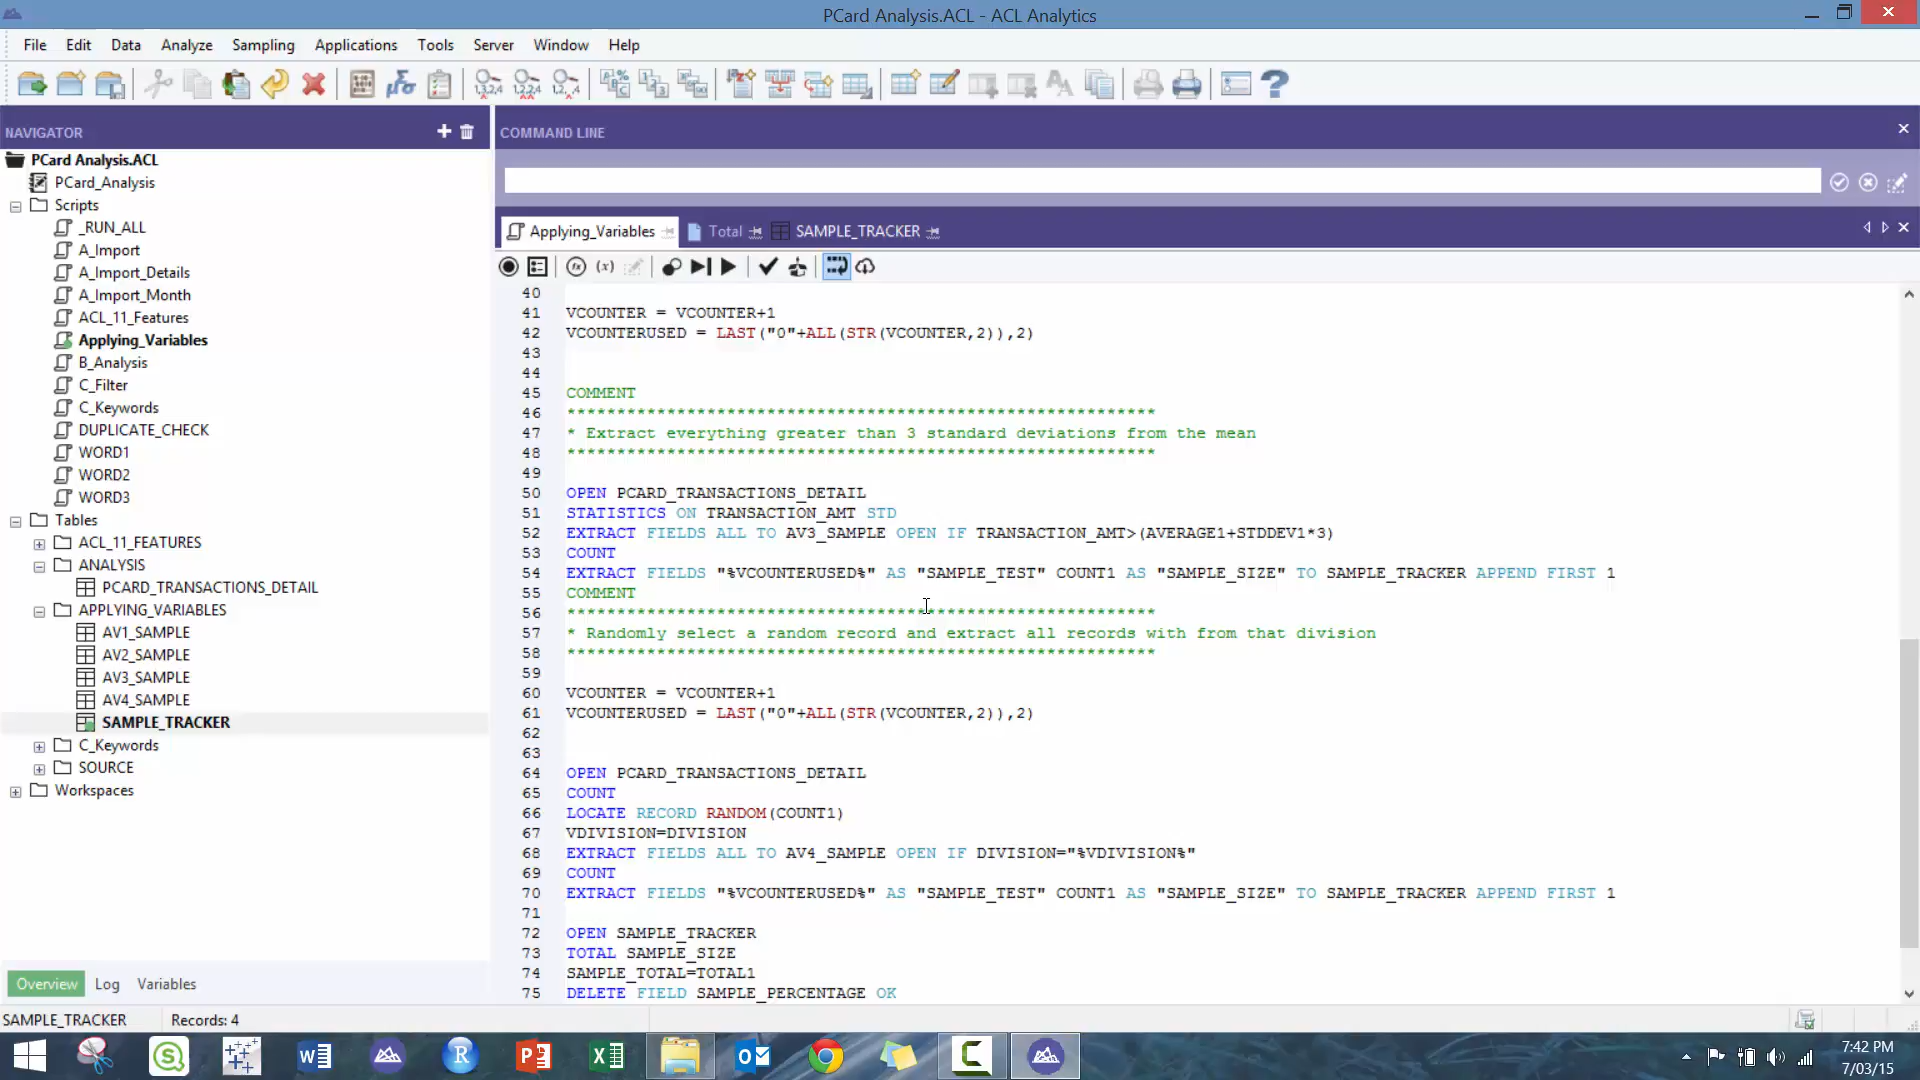 PCard Analysis.ACL - ACL Analytics
File Edit Data Analyze Sampling Applications Tools Server Window Help
NAVIGATOR
COMMAND LINE
PCard Analysis.ACL
PCard_Analysis
Scripts
_RUN_ALL
A_Import
A_Import_Details
A_Import_Month
ACL_11_Features
Applying_Variables
B_Analysis
C_Filter
C_Keywords
DUPLICATE_CHECK
WORD1
WORD2
WORD3
Tables
ACL_11_FEATURES
ANALYSIS
PCARD_TRANSACTIONS_DETAIL
APPLYING_VARIABLES
AV1_SAMPLE
AV2_SAMPLE
AV3_SAMPLE
AV4_SAMPLE
SAMPLE_TRACKER
C_Keywords
SOURCE
Workspaces
Overview Log Variables
Applying_Variables Total SAMPLE_TRACKER
40
41 VCOUNTER = VCOUNTER+1
42 VCOUNTERUSED = LAST("0"+ALL(STR(VCOUNTER,2)),2)
43
44
45 COMMENT
46 ***********************************************************
47 * Extract everything greater than 3 standard deviations from the mean
48 ***********************************************************
49
50 OPEN PCARD_TRANSACTIONS_DETAIL
51 STATISTICS ON TRANSACTION_AMT STD
52 EXTRACT FIELDS ALL TO AV3_SAMPLE OPEN IF TRANSACTION_AMT>(AVERAGE1+STDDEV1*3)
53 COUNT
54 EXTRACT FIELDS "%VCOUNTERUSED%" AS "SAMPLE_TEST" COUNT1 AS "SAMPLE_SIZE" TO SAMPLE_TRACKER APPEND FIRST 1
55 COMMENT
56 ***********************************************************
57 * Randomly select a random record and extract all records with from that division
58 ***********************************************************
59
60 VCOUNTER = VCOUNTER+1
61 VCOUNTERUSED = LAST("0"+ALL(STR(VCOUNTER,2)),2)
62
63
64 OPEN PCARD_TRANSACTIONS_DETAIL
65 COUNT
66 LOCATE RECORD RANDOM(COUNT1)
67 VDIVISION=DIVISION
68 EXTRACT FIELDS ALL TO AV4_SAMPLE OPEN IF DIVISION="%VDIVISION%"
69 COUNT
70 EXTRACT FIELDS "%VCOUNTERUSED%" AS "SAMPLE_TEST" COUNT1 AS "SAMPLE_SIZE" TO SAMPLE_TRACKER APPEND FIRST 1
71
72 OPEN SAMPLE_TRACKER
73 TOTAL SAMPLE_SIZE
74 SAMPLE_TOTAL=TOTAL1
75 DELETE FIELD SAMPLE_PERCENTAGE OK
SAMPLE_TRACKER Records: 4
7:42 PM
7/03/15